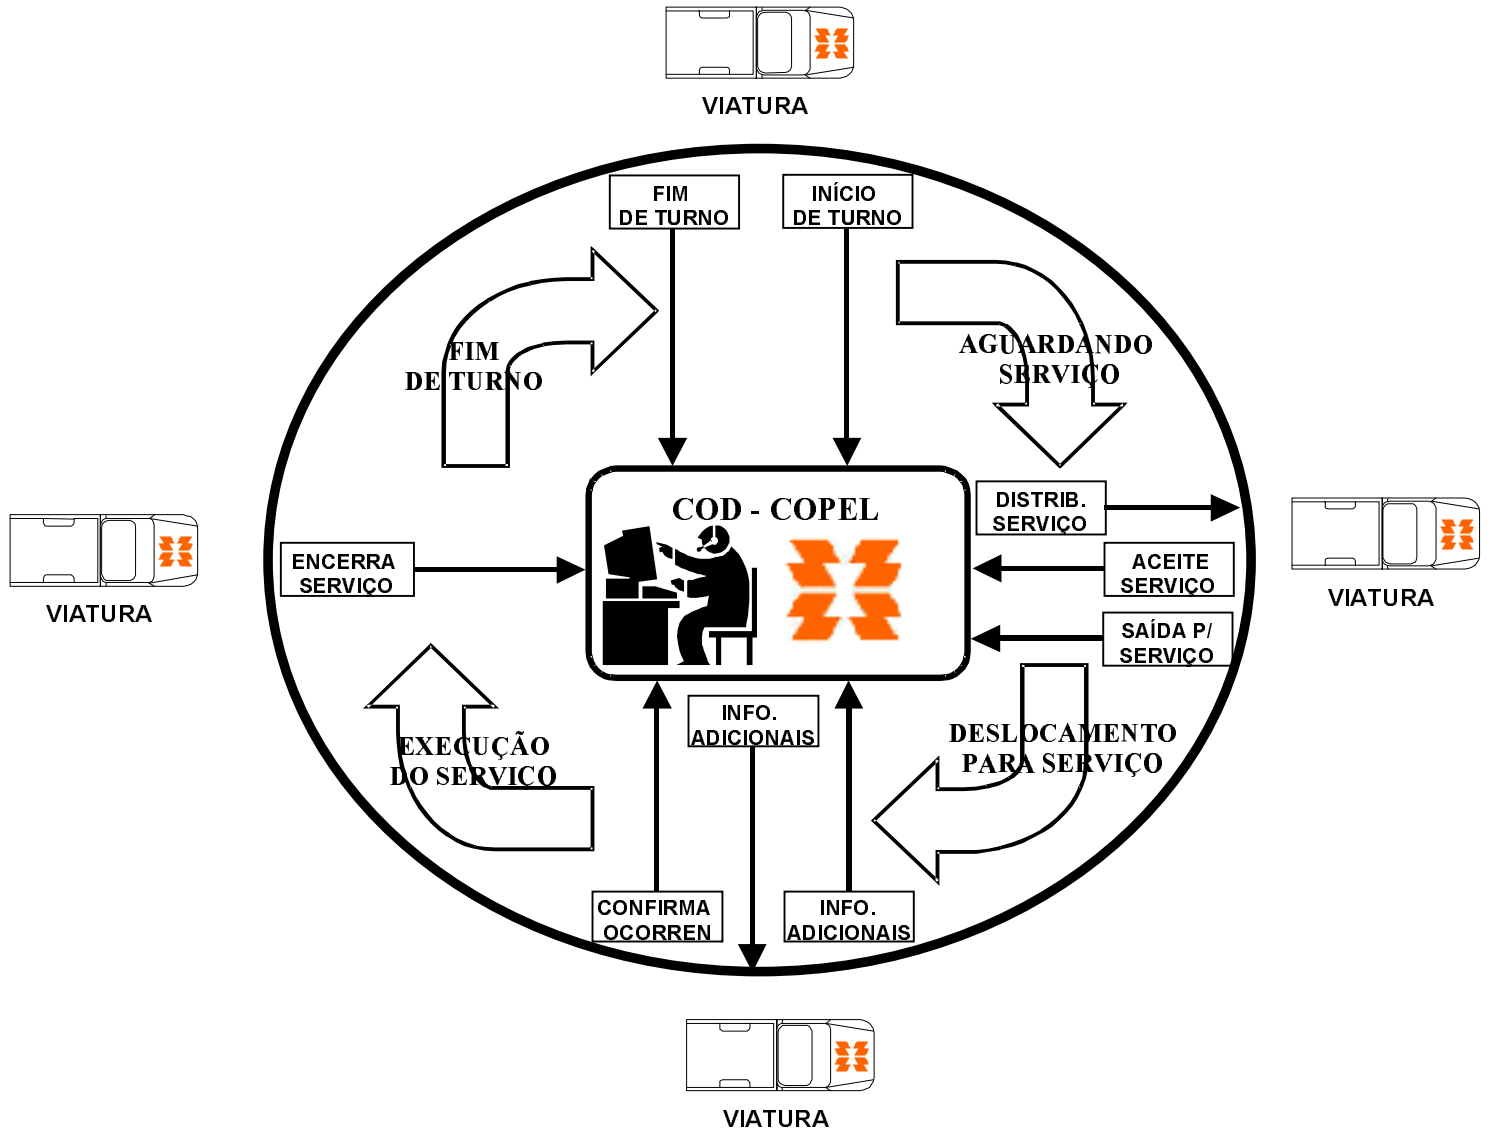 VIATURA
FIM
DE TURNO
INÍCIO
DE TURNO
FIM
DE TURNO
AGUARDANDO
SERVIÇO
COD - COPEL
DISTRIB.
SERVIÇO
ENCERRA
SERVIÇO
ACEITE
SERVIÇO
SAÍDA P/
SERVIÇO
VIATURA
VIATURA
INFO.
ADICIONAIS
EXECUÇÃO
DO SERVIÇO
DESLOCAMENTO
PARA SERVIÇO
CONFIRMA
OCORREN
INFO.
ADICIONAIS
VIATURA